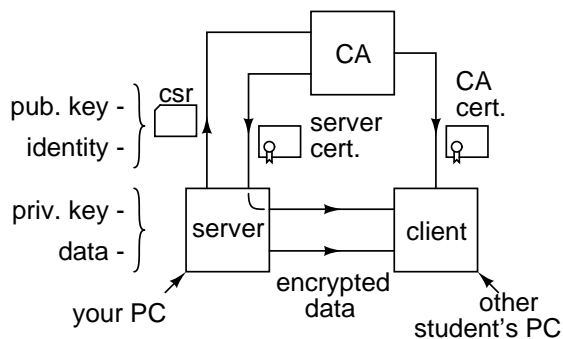 CA
csr
pub. key -
identity -
server
cert.
CA
cert.
priv. key -
data -
server
client
encrypted
data
your PC
other
student's PC